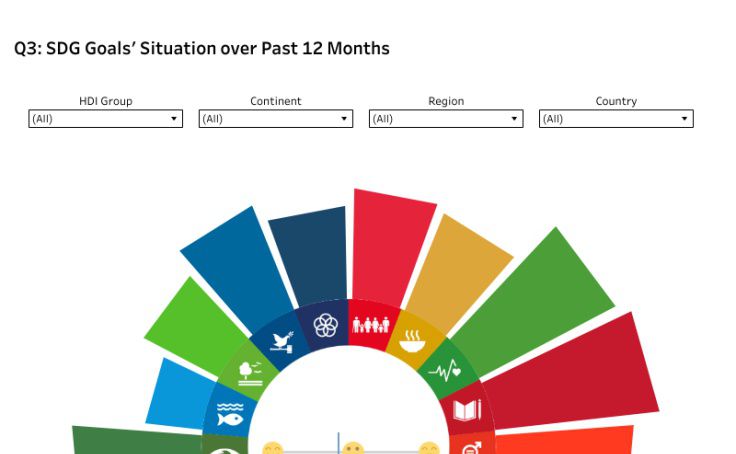 Q3: SDG Goals’ Situation over Past 12 Months
HDI Group Continent Region Country
(All) (All) (All) (All)